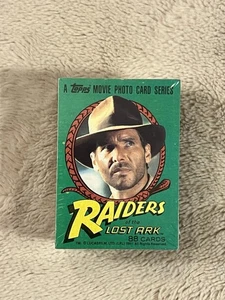 A Topps MOVIE PHOTO CARD SERIES
RAIDERS
of the
LOST ARK
88 CARDS